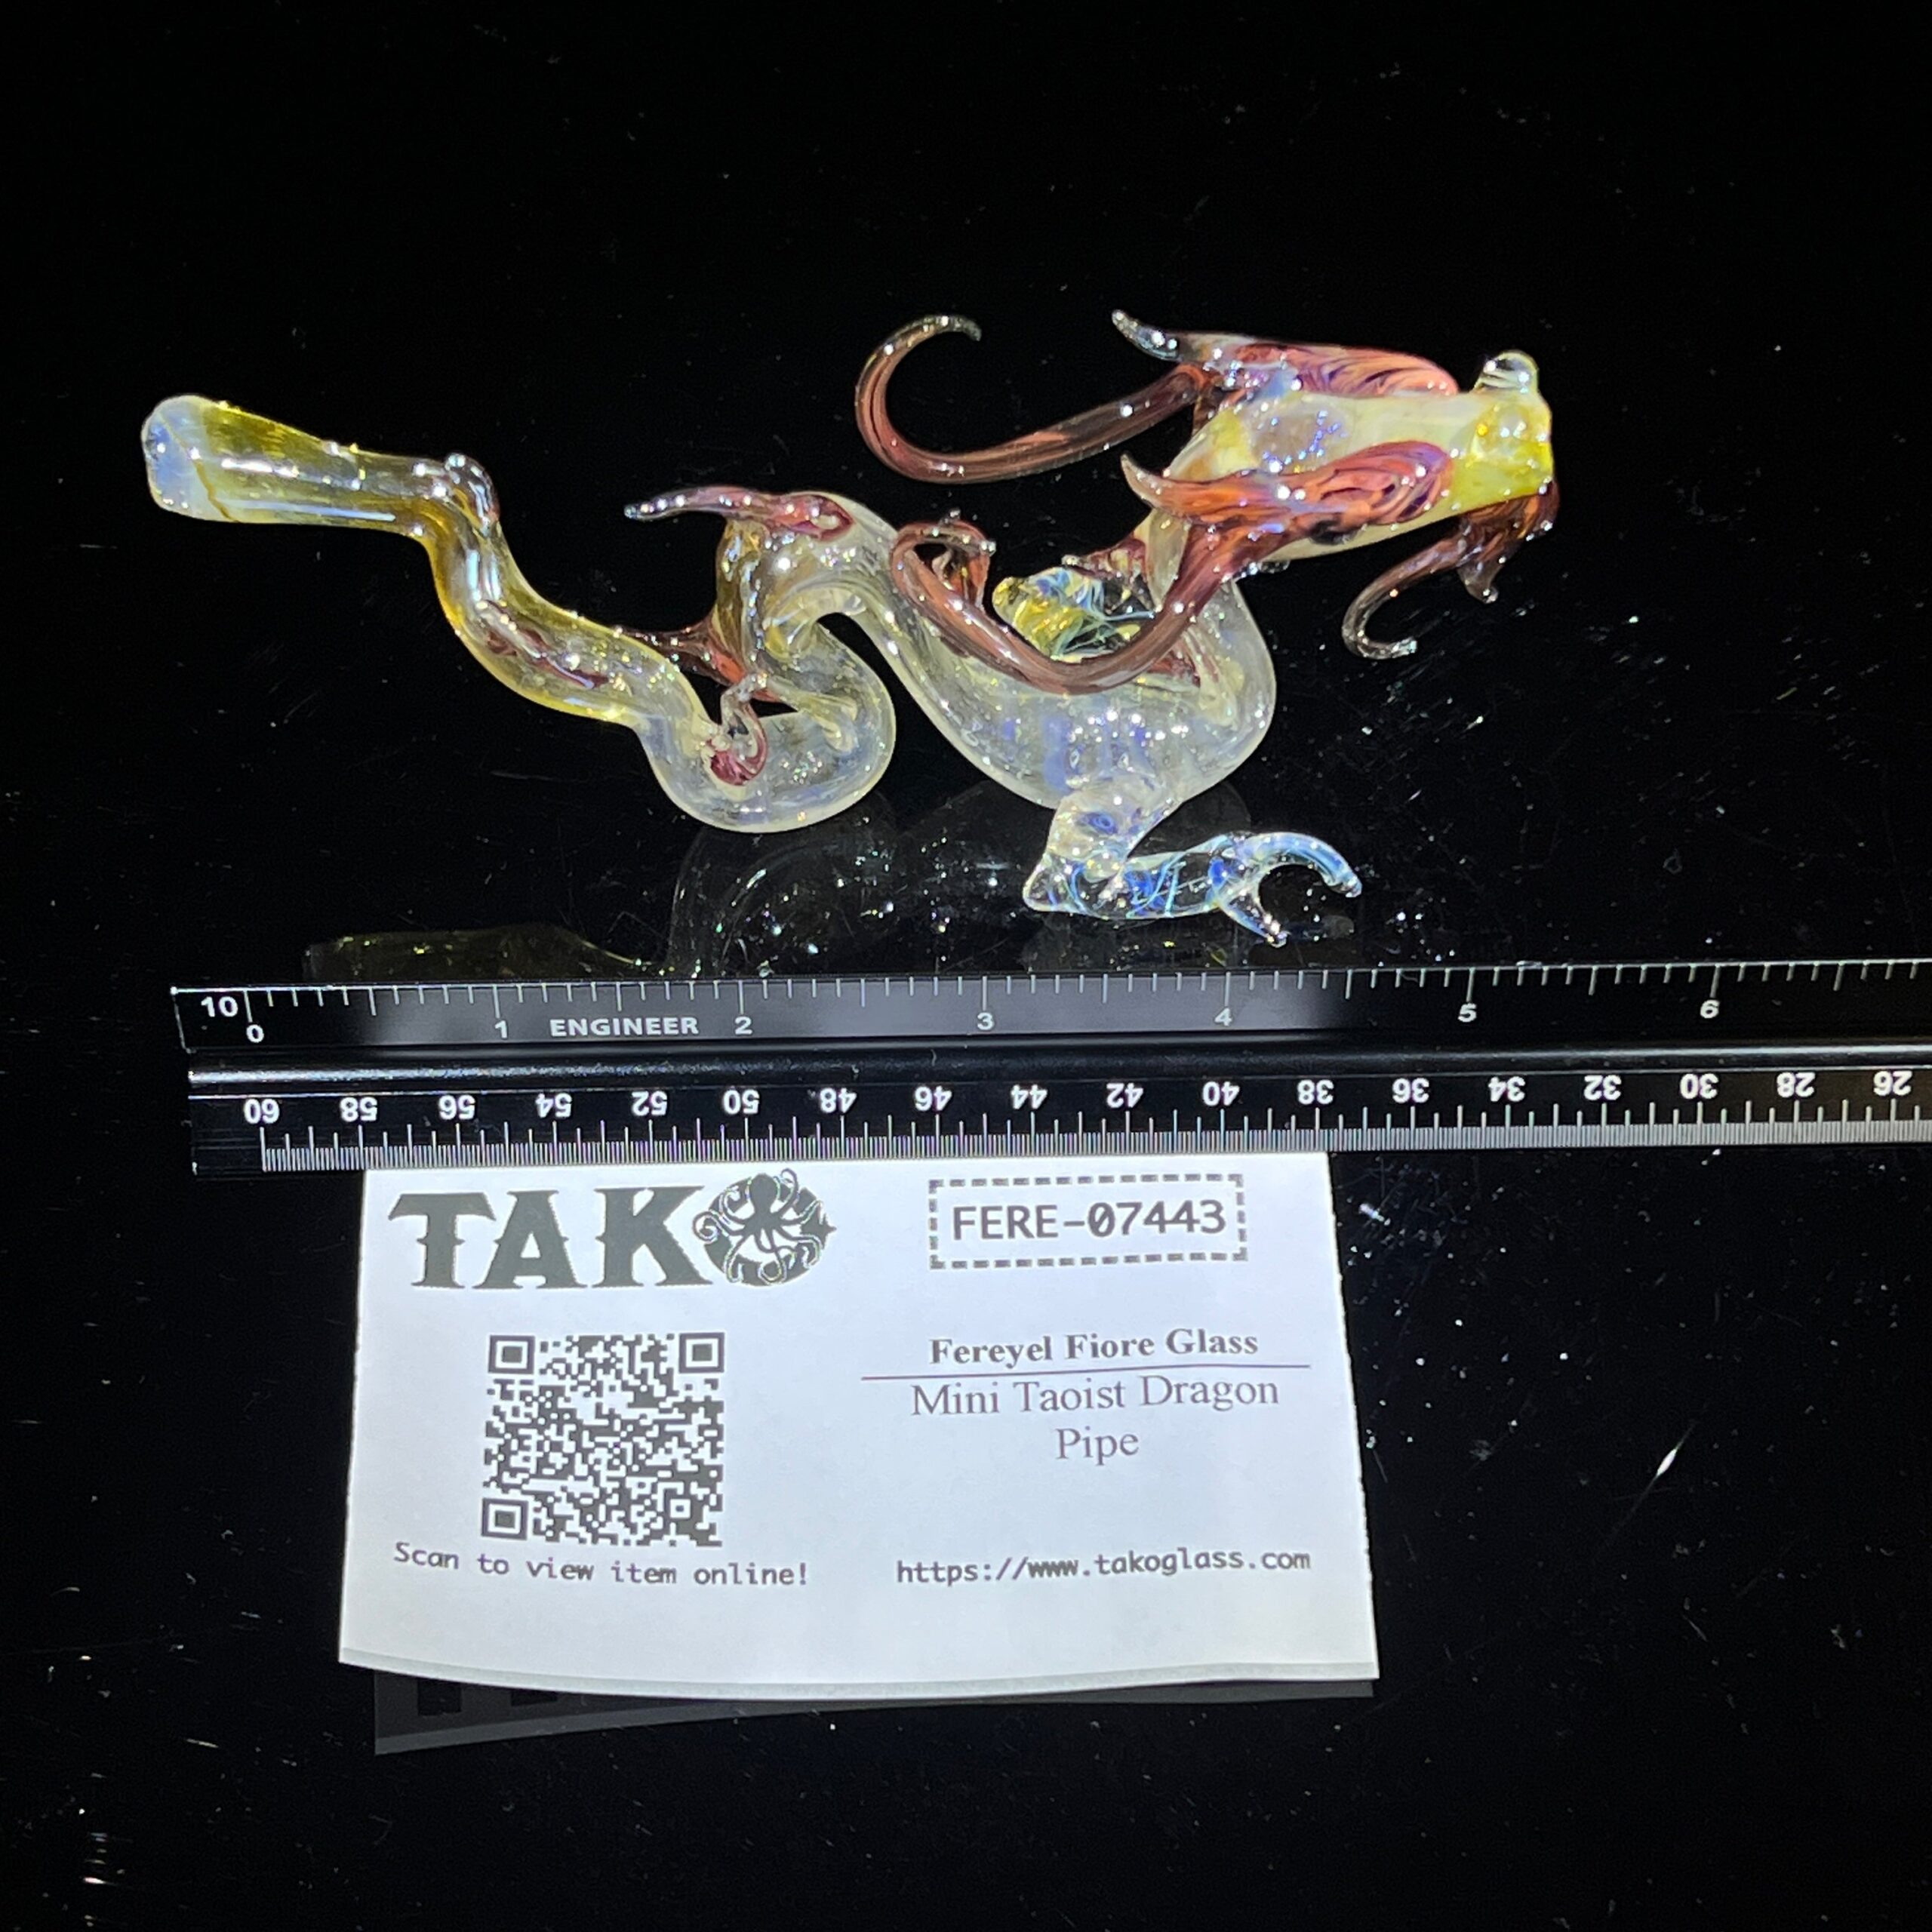 10 0 1 ENGINEER 2 3 4 5 6
60 58 56 54 52 50 48 46 44 42 40 38 36 34 32 30 28 26
TAKO
FERE-07443
Fereyel Fiore Glass
Mini Taoist Dragon
Pipe
Scan to view item online!
https://www.takoglass.com